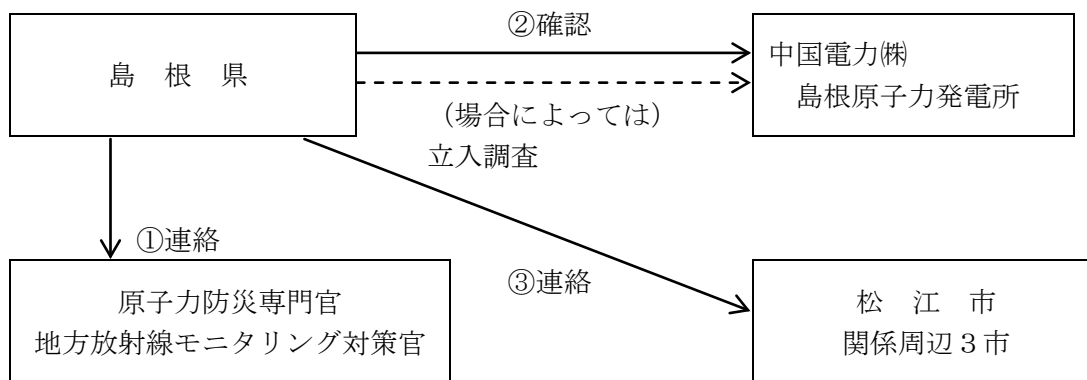 ②確認
島　根　県
中国電力㈱
島根原子力発電所
（場合によっては）
立入調査
①連絡
③連絡
原子力防災専門官
地方放射線モニタリング対策官
松　江　市
関係周辺３市